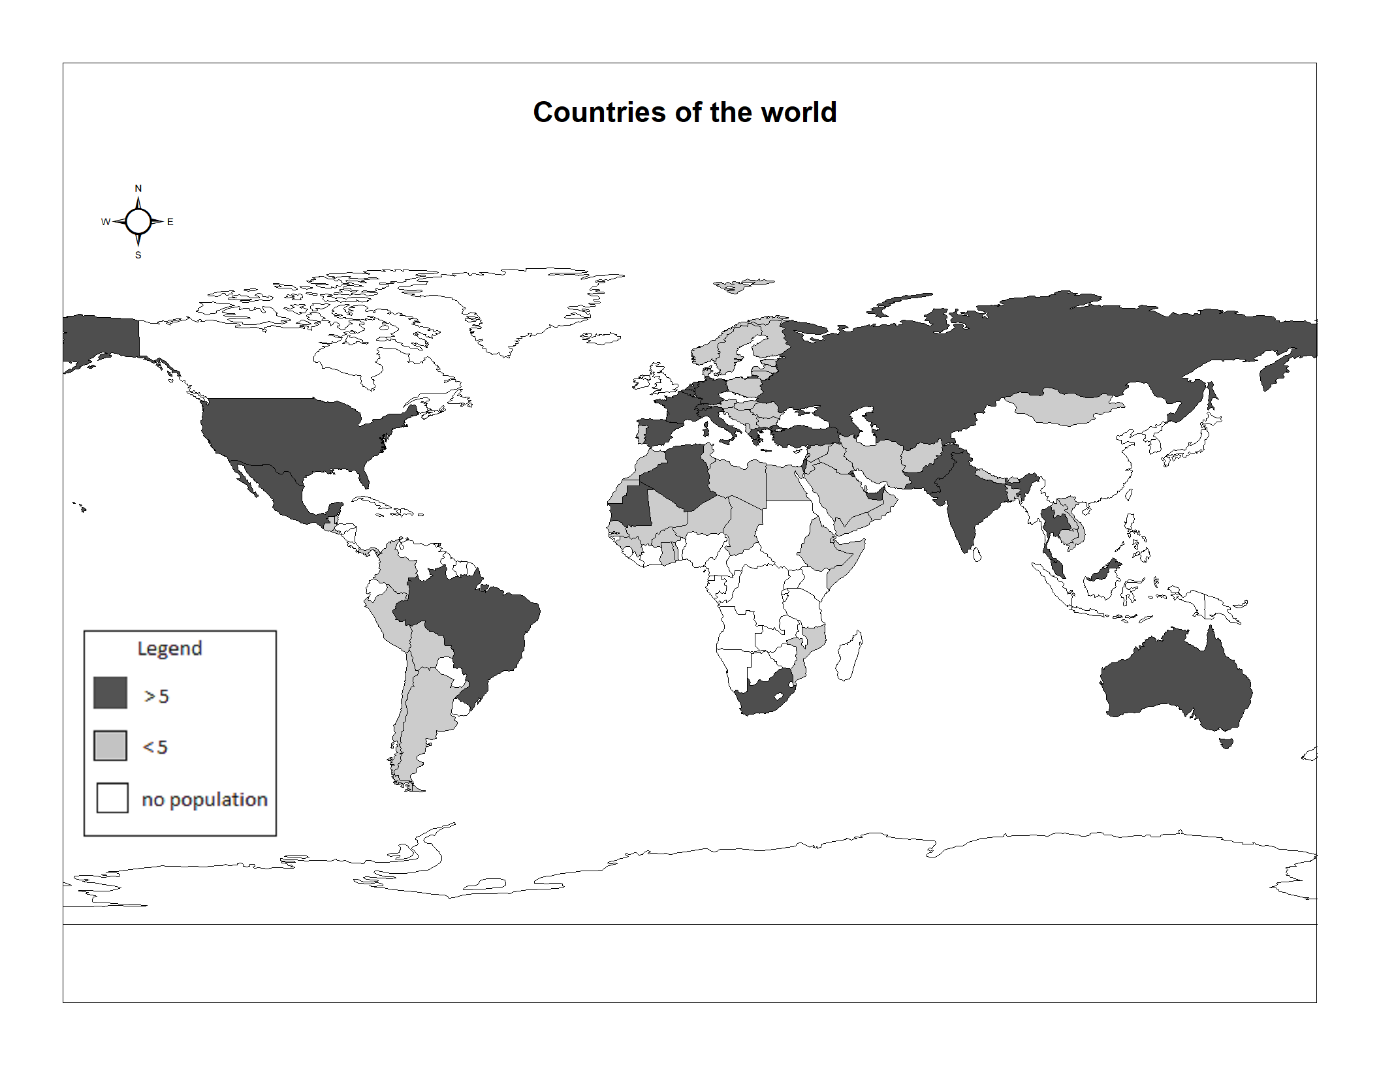 Countries of the world
N
W E
S
Legend
> 5
< 5
no population